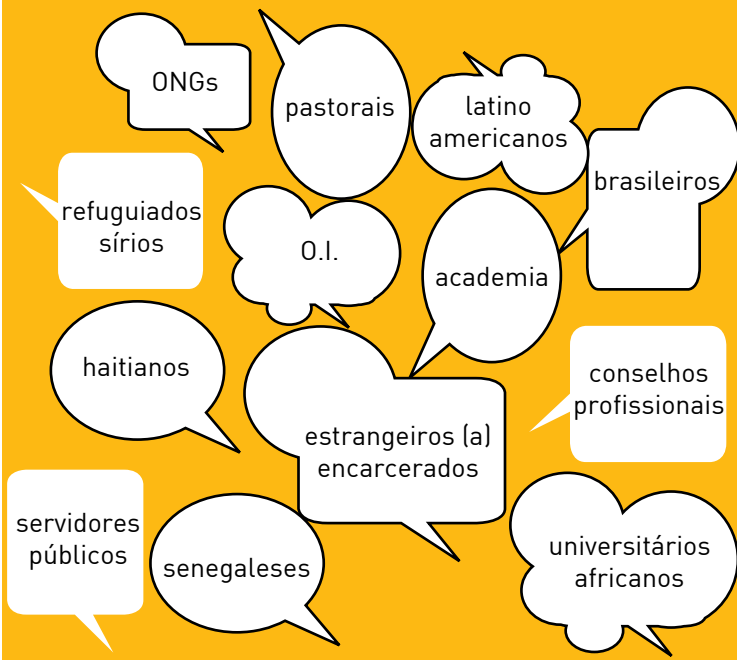 ONGs
pastorais
latino
americanos
brasileiros
refuguiados
sírios
O.I.
academia
haitianos
conselhos
profissionais
estrangeiros (a)
encarcerados
servidores
públicos
senegaleses
universitários
africanos